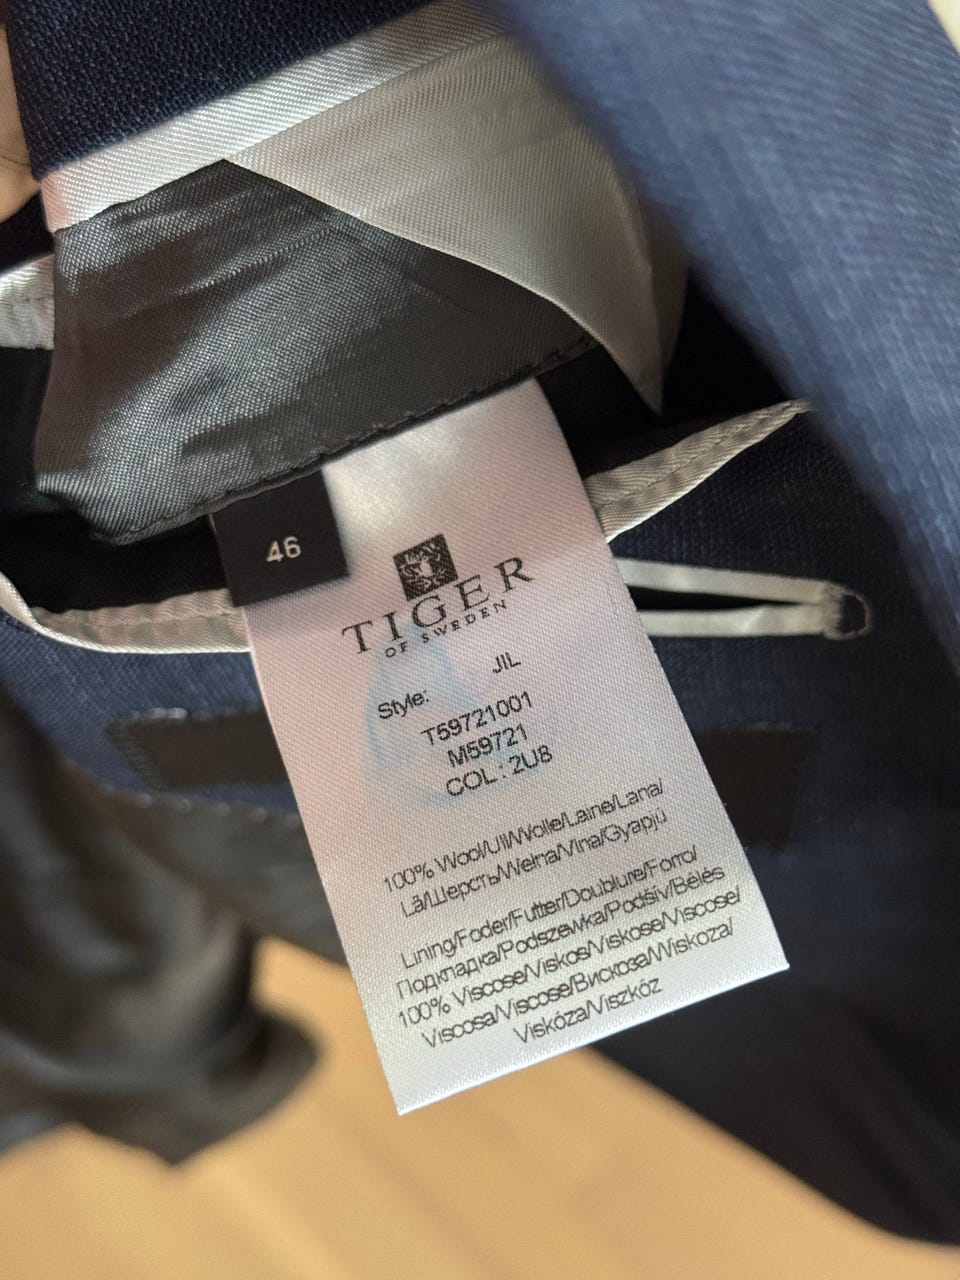 46
TIGER
OF SWEDEN
JIL
Style:
T59721001
M59721
COL.: 2U8
100% Wool/Ull/Wolle/Laine/Lana/
Lã/Шерсть/Wełna/Vlna/Gyapjú
Lining/Foder/Futter/Doublure/Forro/
Подкладка/Podszewka/Podšív/Bélés
100% Viscose/Viskos/Viskose/Viscose/
Viscosa/Viscose/Вискоза/Wiskoza/
Viskóza/Viszkóz